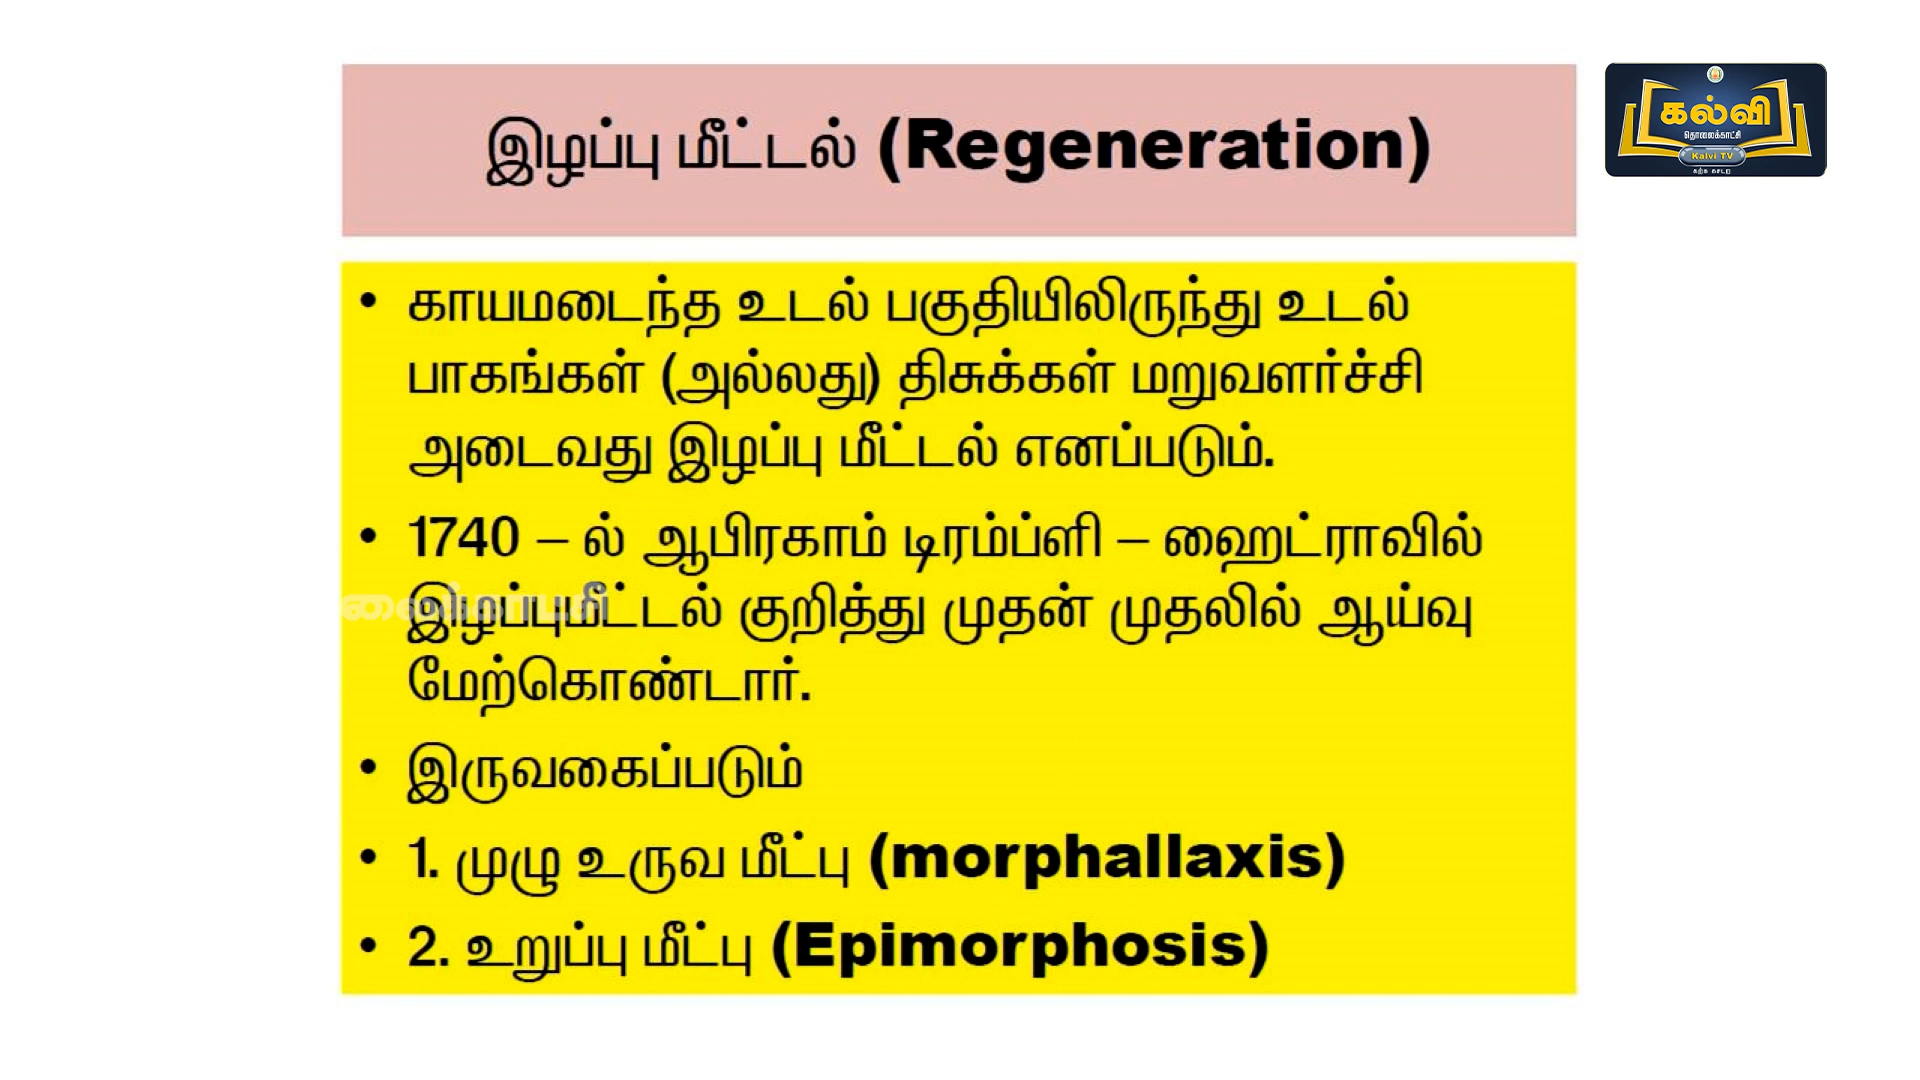 இழப்பு மீட்டல் (Regeneration)
கல்வி
தொலைக்காட்சி
Kalvi TV
கற்க கசடற
• காயமடைந்த உடல் பகுதியிலிருந்து உடல்
பாகங்கள் (அல்லது) திசுக்கள் மறுவளர்ச்சி
அடைவது இழப்பு மீட்டல் எனப்படும்.
• 1740 – ல் ஆபிரகாம் டிரம்ப்ளி – ஹைட்ராவில்
இழப்புமீட்டல் குறித்து முதன் முதலில் ஆய்வு
மேற்கொண்டார்.
• இருவகைப்படும்
• 1. முழு உருவ மீட்பு (morphallaxis)
• 2. உறுப்பு மீட்பு (Epimorphosis)